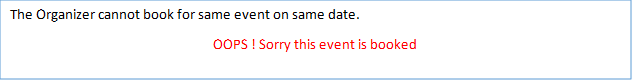 The Organizer cannot book for same event on same date.
OOPS ! Sorry this event is booked